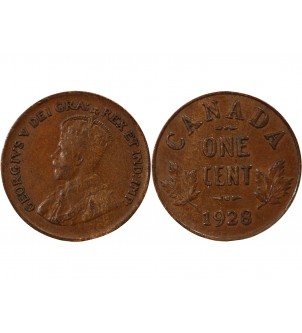 GEORGIVS V DEI GRA: REX ET IND: IMP:
CANADA
ONE
CENT
1928